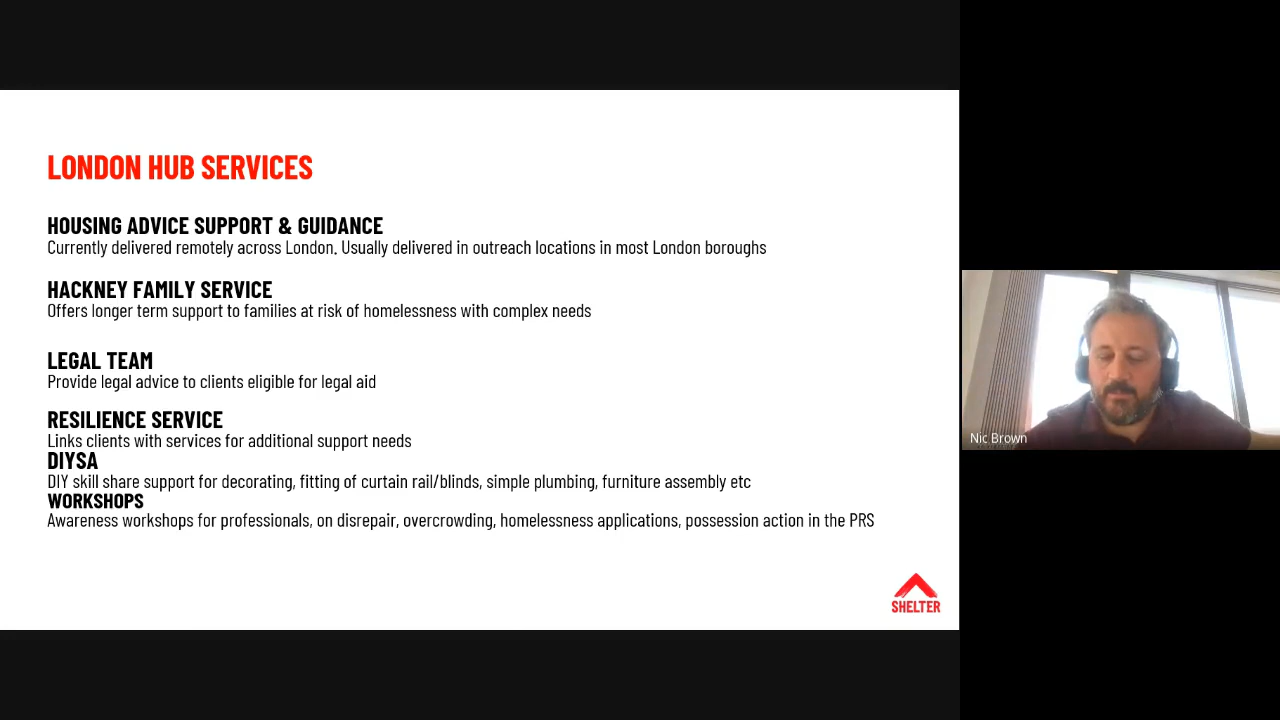 LONDON HUB SERVICES
HOUSING ADVICE SUPPORT & GUIDANCE
Currently delivered remotely across London. Usually delivered in outreach locations in most London boroughs
HACKNEY FAMILY SERVICE
Offers longer term support to families at risk of homelessness with complex needs
LEGAL TEAM
Provide legal advice to clients eligible for legal aid
RESILIENCE SERVICE
Links clients with services for additional support needs
DIYSA
DIY skill share support for decorating, fitting of curtain rail/blinds, simple plumbing, furniture assembly etc
WORKSHOPS
Awareness workshops for professionals, on disrepair, overcrowding, homelessness applications, possession action in the PRS
SHELTER
Nic Brown